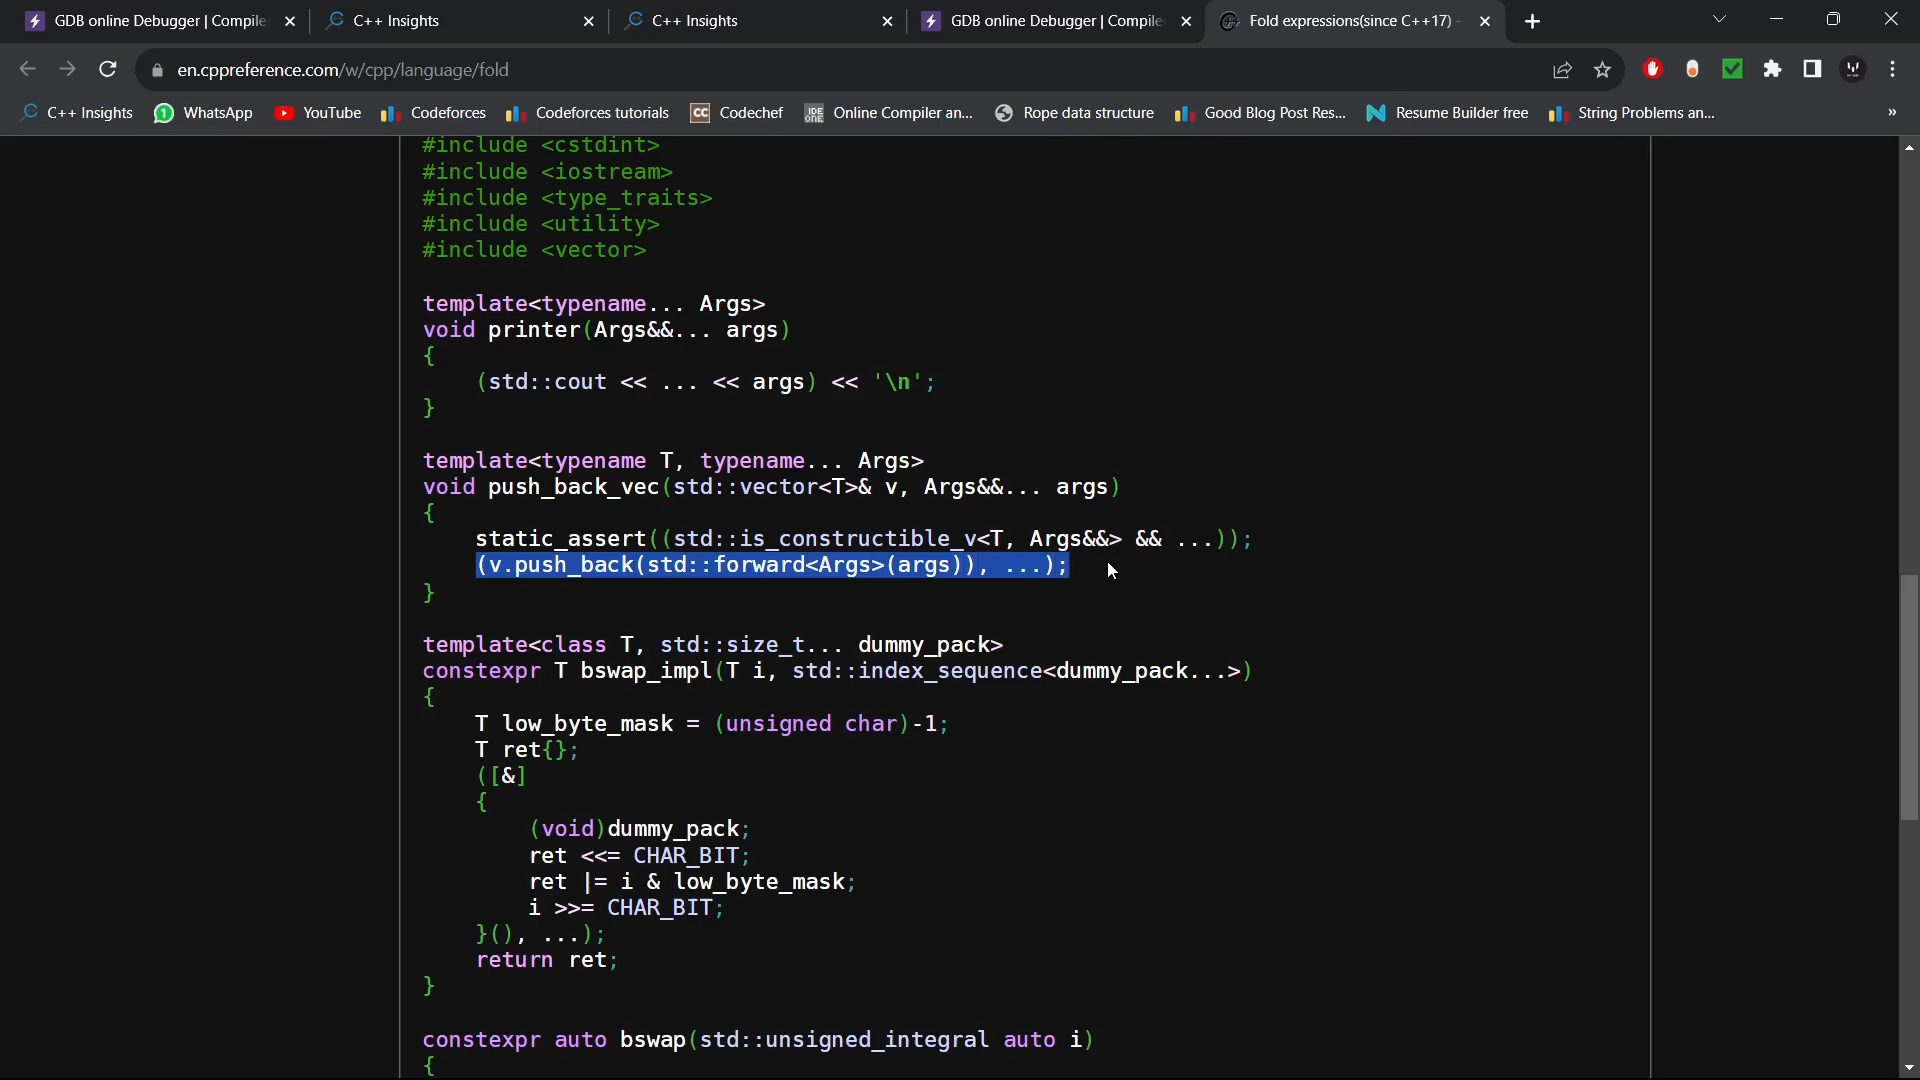 GDB online Debugger | Compile
C++ Insights
C++ Insights
GDB online Debugger | Compile
Fold expressions(since C++17) -
en.cppreference.com/w/cpp/language/fold
C++ Insights
WhatsApp
YouTube
Codeforces
Codeforces tutorials
CC Codechef
IDE ONE Online Compiler an...
Rope data structure
Good Blog Post Res...
Resume Builder free
String Problems an...
»
#include <cstdint>
#include <iostream>
#include <type_traits>
#include <utility>
#include <vector>
template<typename... Args>
void printer(Args&&... args)
{
    (std::cout << ... << args) << '\n';
}
template<typename T, typename... Args>
void push_back_vec(std::vector<T>& v, Args&&... args)
{
    static_assert((std::is_constructible_v<T, Args&&> && ...));
    (v.push_back(std::forward<Args>(args)), ...);
}
template<class T, std::size_t... dummy_pack>
constexpr T bswap_impl(T i, std::index_sequence<dummy_pack...>)
{
    T low_byte_mask = (unsigned char)-1;
    T ret{};
    ([&]
    {
        (void)dummy_pack;
        ret <<= CHAR_BIT;
        ret |= i & low_byte_mask;
        i >>= CHAR_BIT;
    }(), ...);
    return ret;
}
constexpr auto bswap(std::unsigned_integral auto i)
{